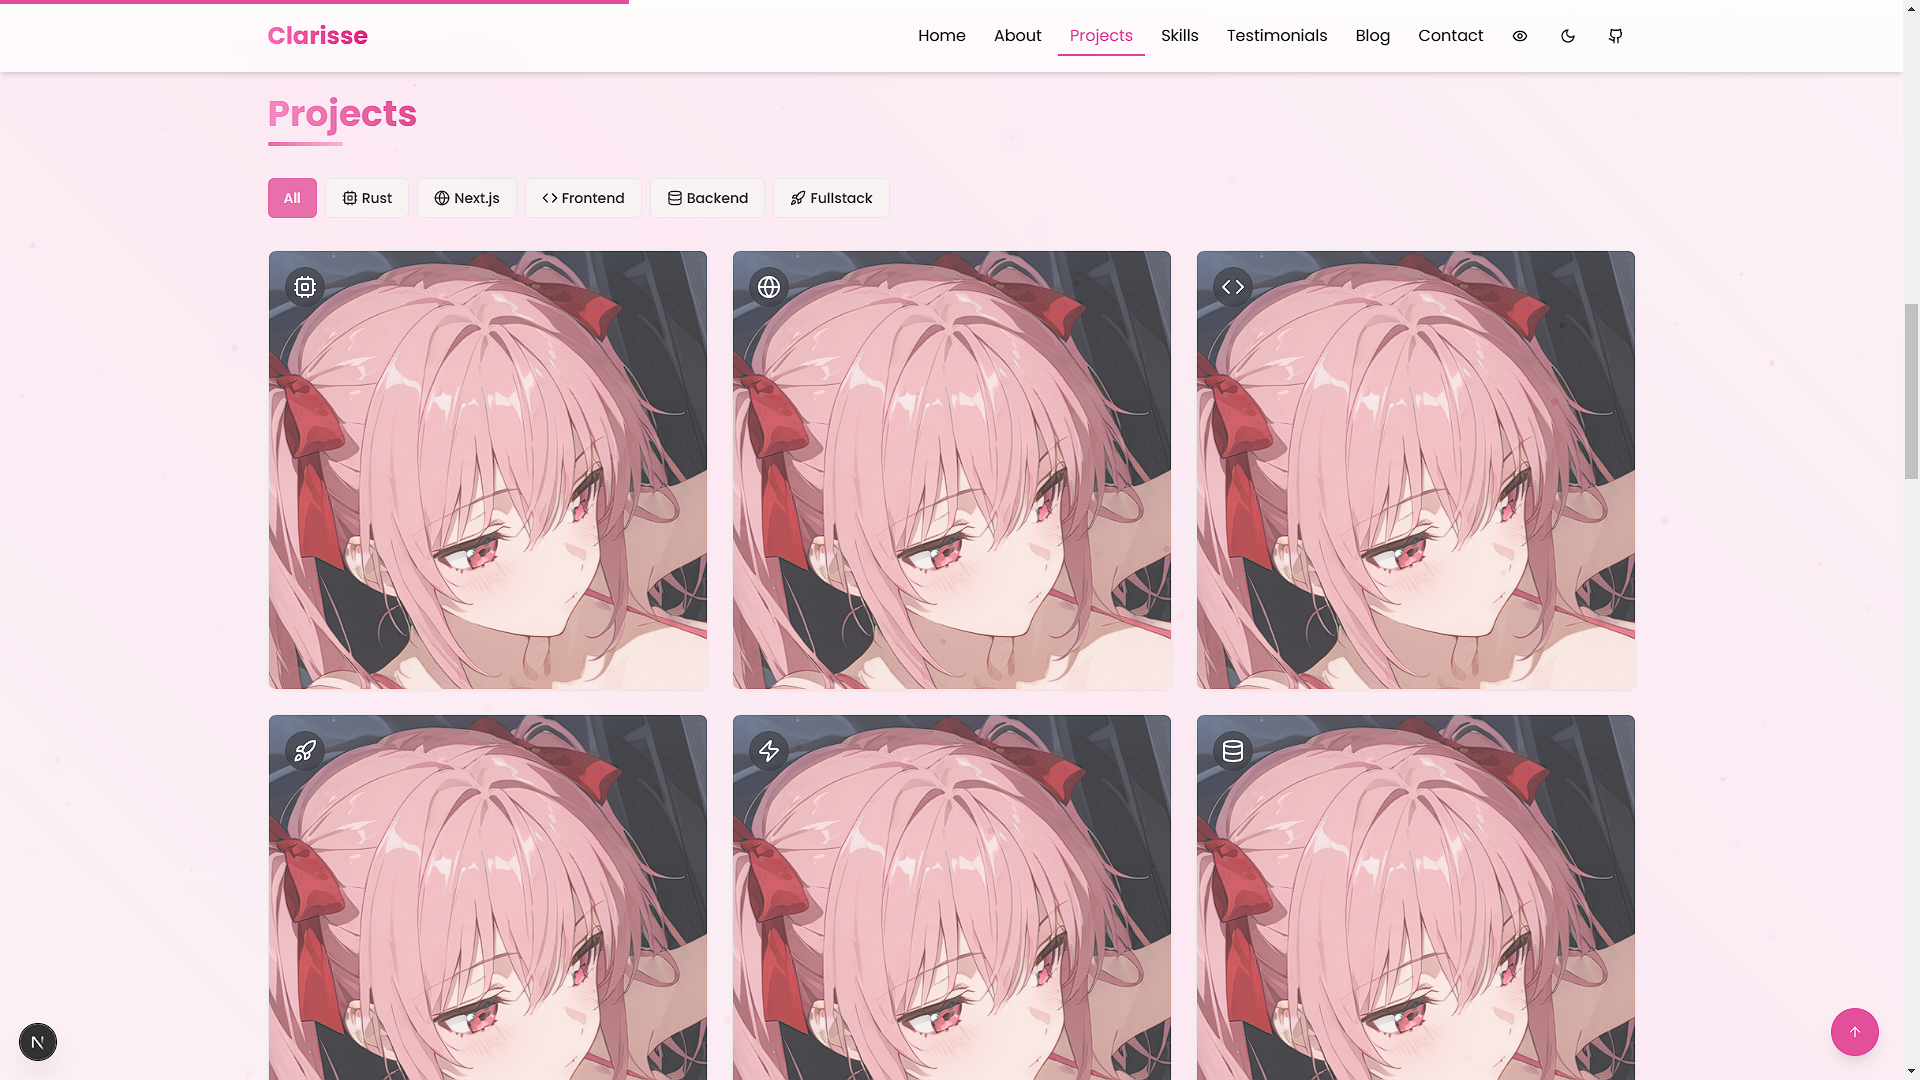 Clarisse
Home About Projects Skills Testimonials Blog Contact
Projects
All Rust Next.js Frontend Backend Fullstack
N